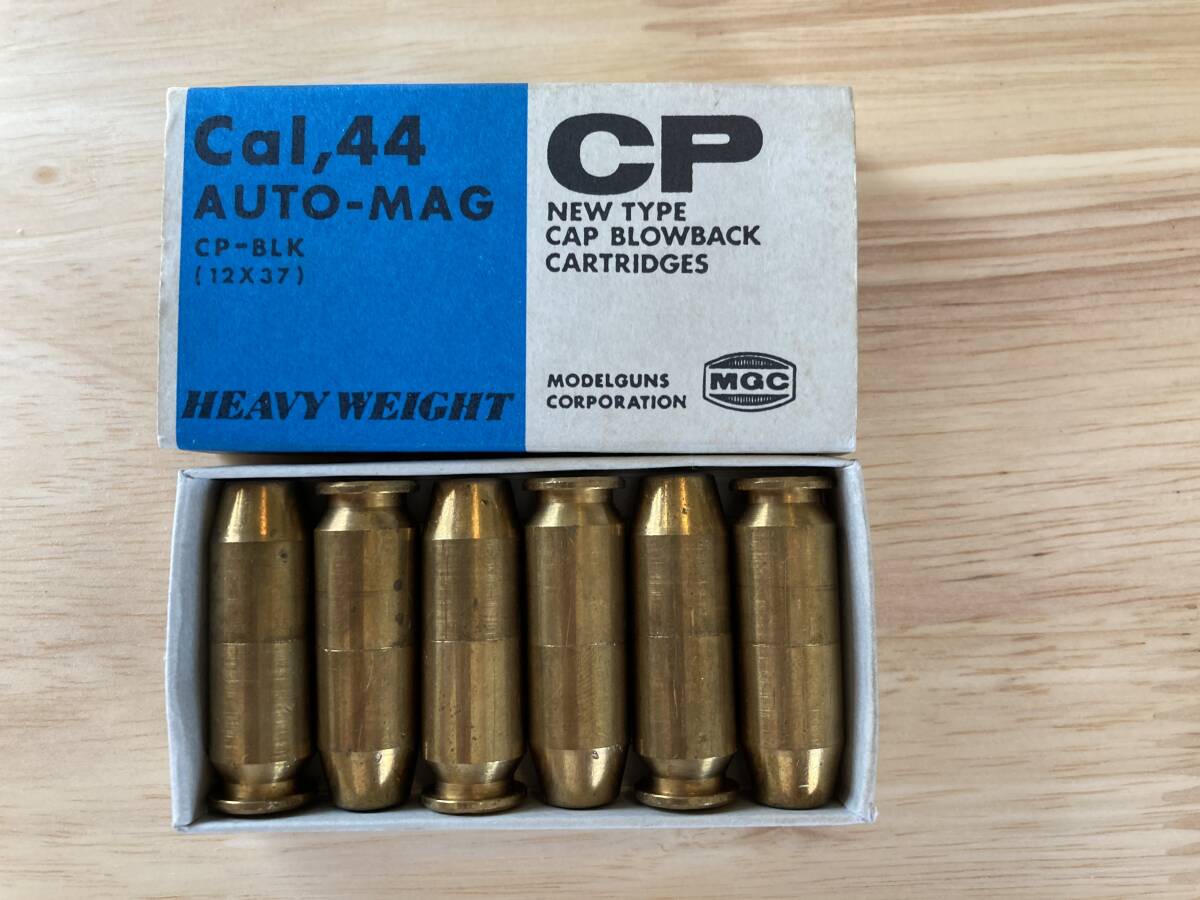 Cal,44
AUTO-MAG
CP-BLK
(12X37)
HEAVY WEIGHT
CP
NEW TYPE
CAP BLOWBACK
CARTRIDGES
MODELGUNS
CORPORATION
MGC